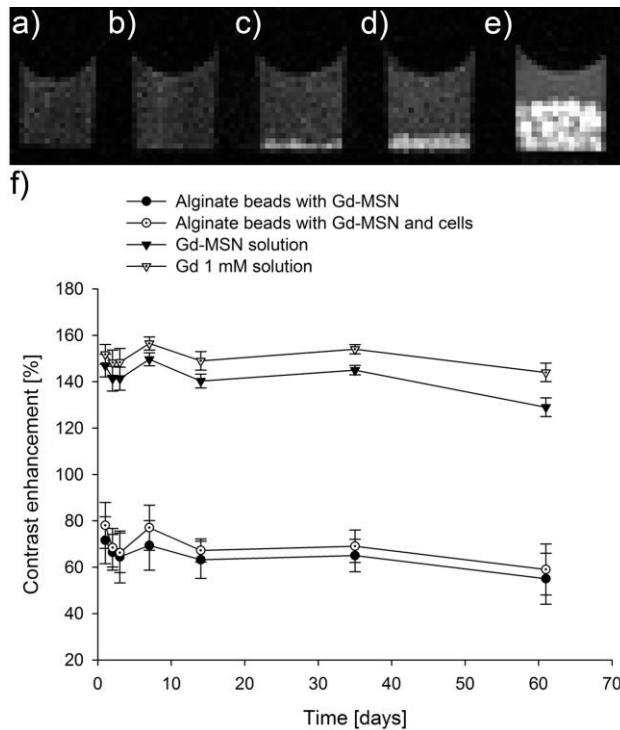 a) b) c) d) e)
f)
Alginate beads with Gd-MSN
Alginate beads with Gd-MSN and cells
Gd-MSN solution
Gd 1 mM solution
180
160
140
120
100
80
60
40
20
Contrast enhancement [%]
0 10 20 30 40 50 60 70
Time [days]